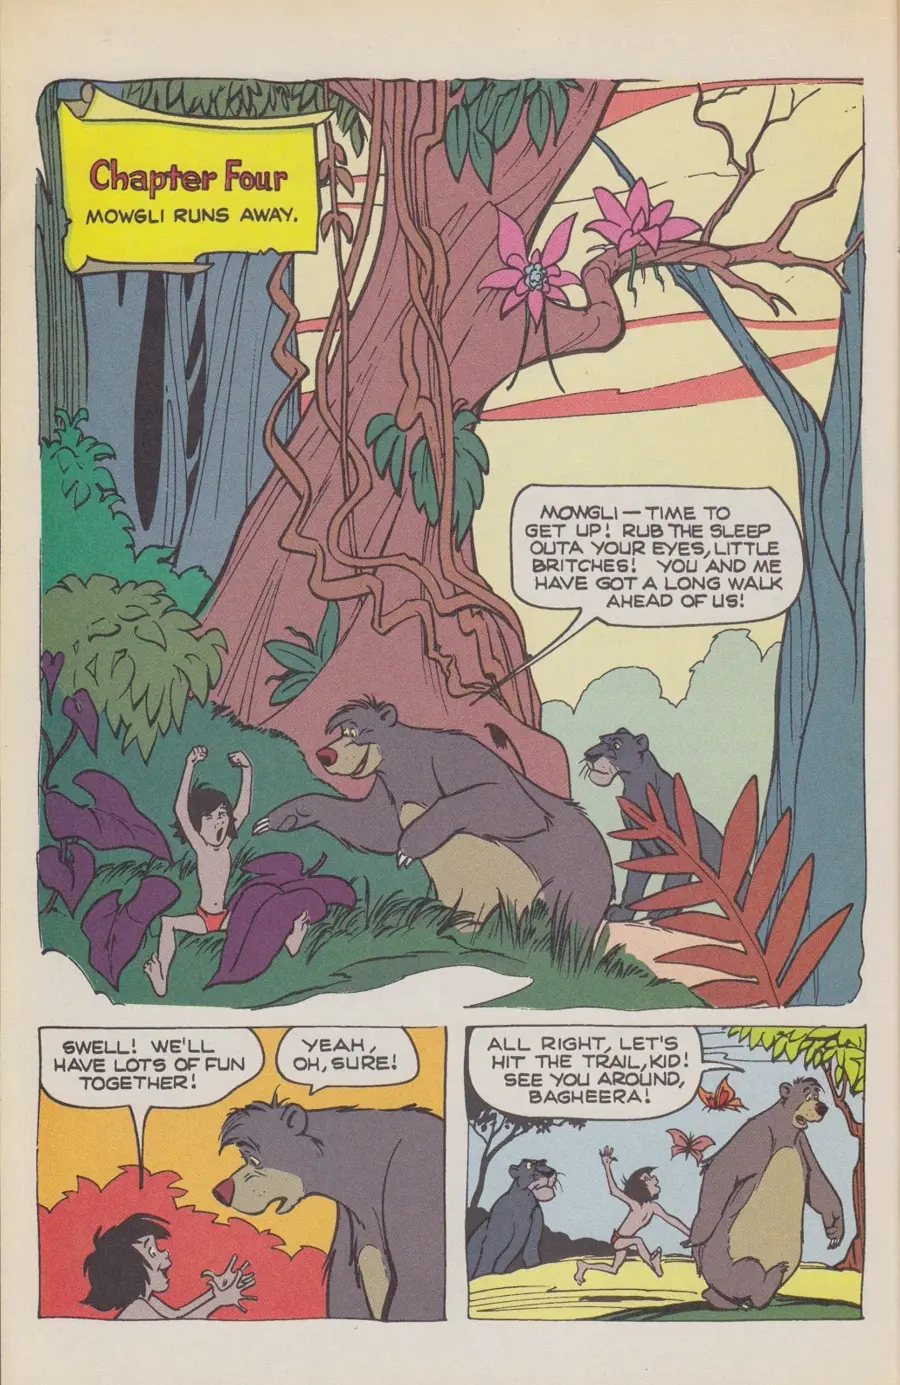 Chapter Four
MOWGLI RUNS AWAY.
MOWGLI — TIME TO
GET UP! RUB THE SLEEP
OUTA YOUR EYES, LITTLE
BRITCHES! YOU AND ME
HAVE GOT A LONG WALK
AHEAD OF US!
SWELL! WE'LL
HAVE LOTS OF FUN
TOGETHER!
YEAH,
OH, SURE!
ALL RIGHT, LET'S
HIT THE TRAIL, KID!
SEE YOU AROUND,
BAGHEERA!